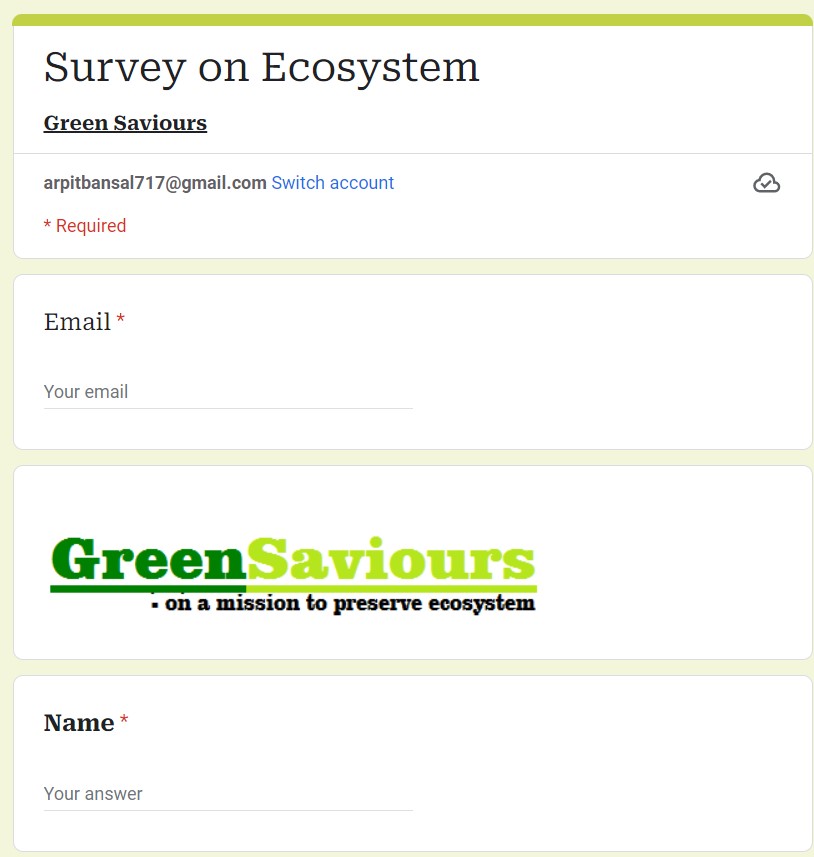 Survey on Ecosystem
Green Saviours
arpitbansal717@gmail.com Switch account
* Required
Email *
Your email
GreenSaviours
- on a mission to preserve ecosystem
Name *
Your answer